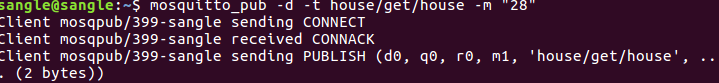 sangle@sangle:~$ mosquitto_pub -d -t house/get/house -m "28"
Client mosqpub/399-sangle sending CONNECT
Client mosqpub/399-sangle received CONNACK
Client mosqpub/399-sangle sending PUBLISH (d0, q0, r0, m1, 'house/get/house', ..
. (2 bytes))